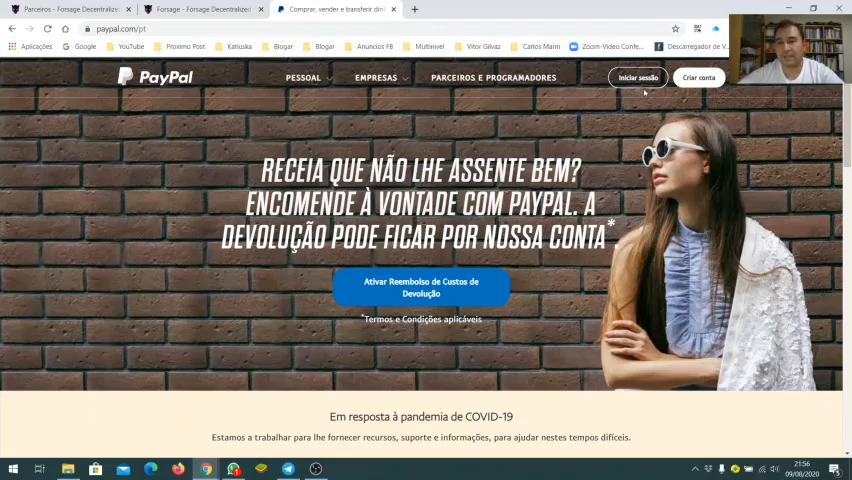 Parceiros - Forsage Decentralize
Forsage - Forsage Decentralized
Comprar, vender e transferir din
paypal.com/pt
Aplicações
Google
YouTube
Proximo Post
Katiuska
Blogar
Blogar
Anuncios FB
Multinivel
Vitor Gilvaz
Carlos Marin
Zoom-Video Confe...
Descarregador de V
PayPal
PESSOAL
EMPRESAS
PARCEIROS E PROGRAMADORES
Iniciar sessão
Criar conta
RECEIA QUE NÃO LHE ASSENTE BEM?
ENCOMENDE À VONTADE COM PAYPAL. A
DEVOLUÇÃO PODE FICAR POR NOSSA CONTA*.
Ativar Reembolso de Custos de
Devolução
*Termos e Condições aplicáveis
Em resposta à pandemia de COVID-19
Estamos a trabalhar para lhe fornecer recursos, suporte e informações, para ajudar nestes tempos difíceis.
21:56
09/08/2020